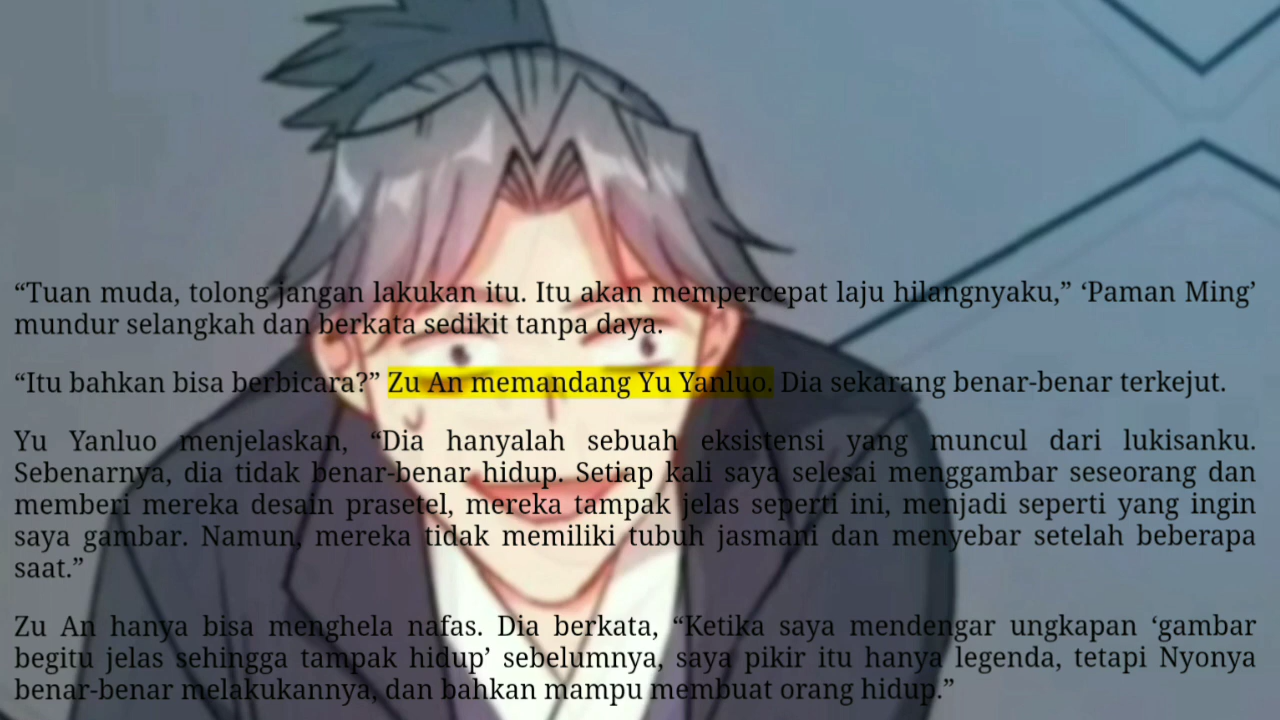 “Tuan muda, tolong jangan lakukan itu. Itu akan mempercepat laju hilangnyaku,” ‘Paman Ming’
mundur selangkah dan berkata sedikit tanpa daya.
“Itu bahkan bisa berbicara?” Zu An memandang Yu Yanluo. Dia sekarang benar-benar terkejut.
Yu Yanluo menjelaskan, “Dia hanyalah sebuah eksistensi yang muncul dari lukisanku.
Sebenarnya, dia tidak benar-benar hidup. Setiap kali saya selesai menggambar seseorang dan
memberi mereka desain prasetel, mereka tampak jelas seperti ini, menjadi seperti yang ingin
saya gambar. Namun, mereka tidak memiliki tubuh jasmani dan menyebar setelah beberapa
saat.”
Zu An hanya bisa menghela nafas. Dia berkata, “Ketika saya mendengar ungkapan ‘gambar
begitu jelas sehingga tampak hidup’ sebelumnya, saya pikir itu hanya legenda, tetapi Nyonya
benar-benar melakukannya, dan bahkan mampu membuat orang hidup.”